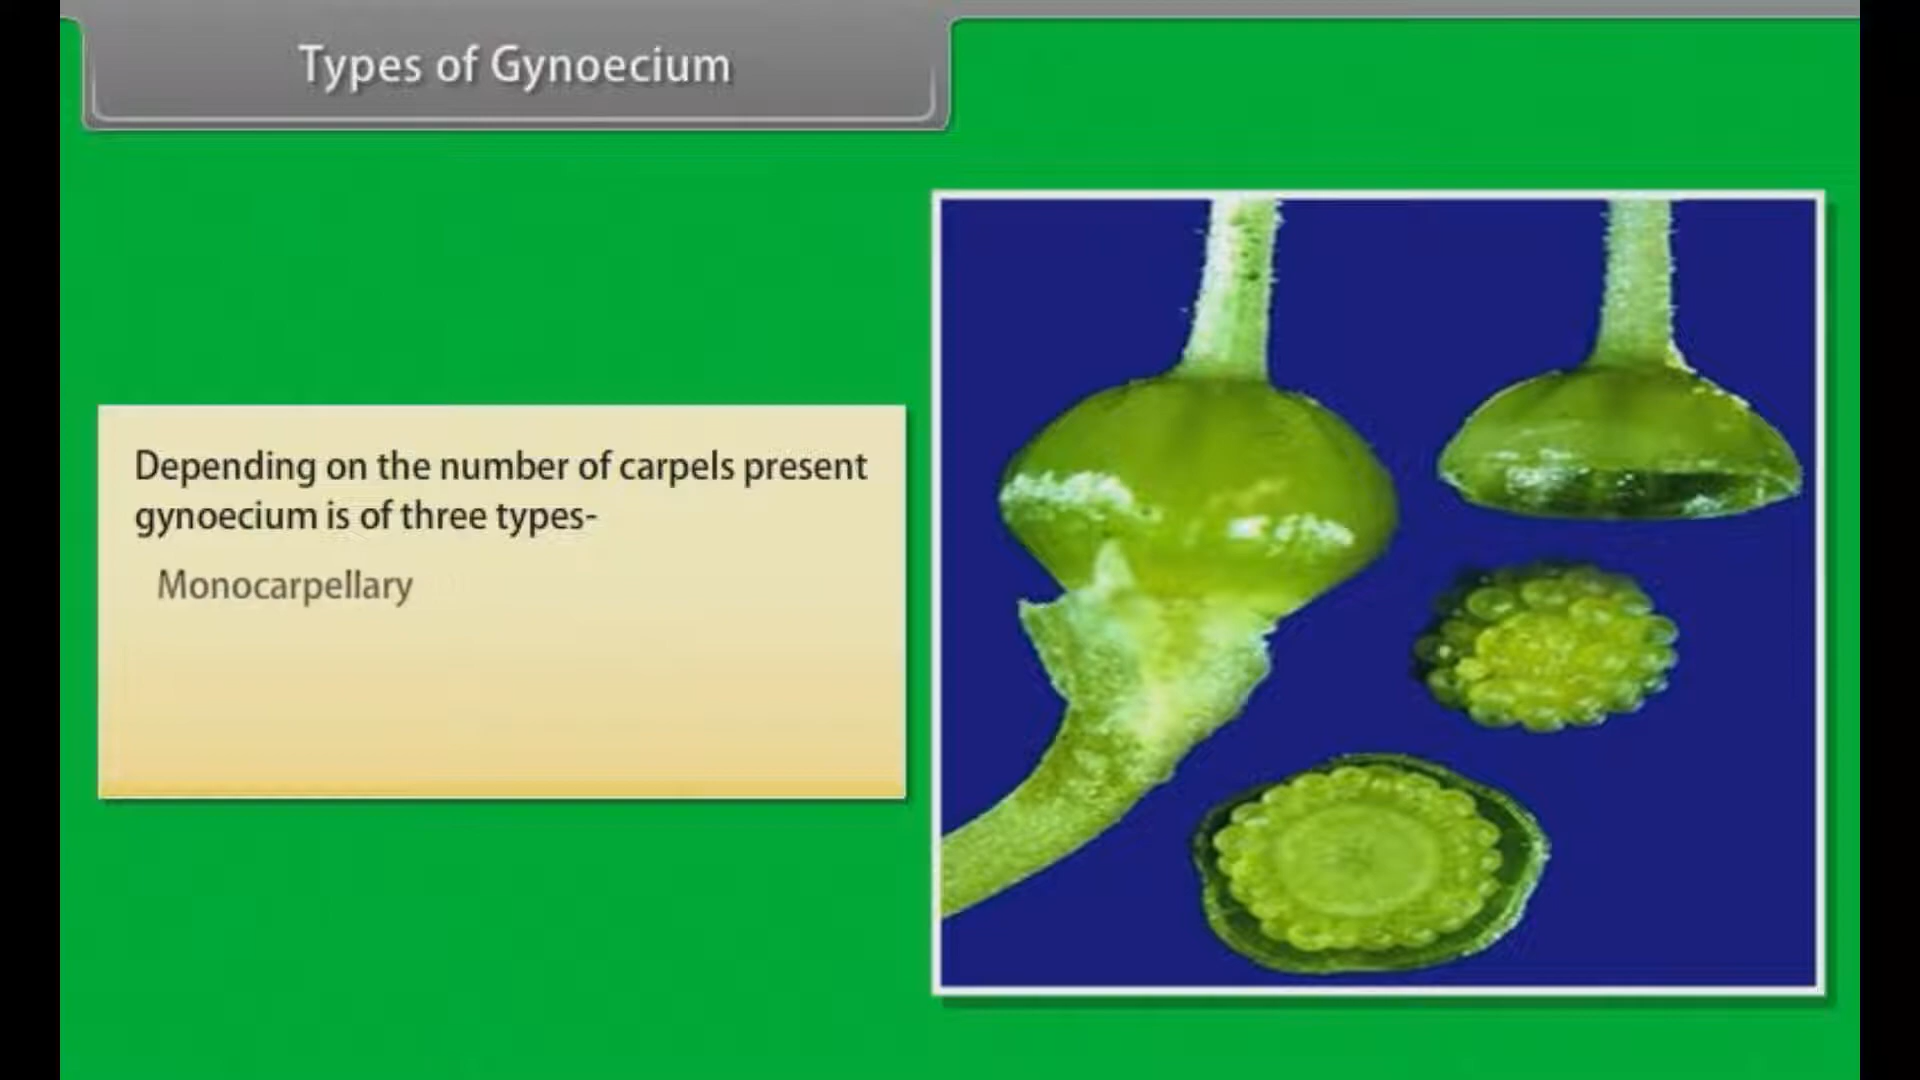 Types of Gynoecium
Depending on the number of carpels present
gynoecium is of three types-
Monocarpellary